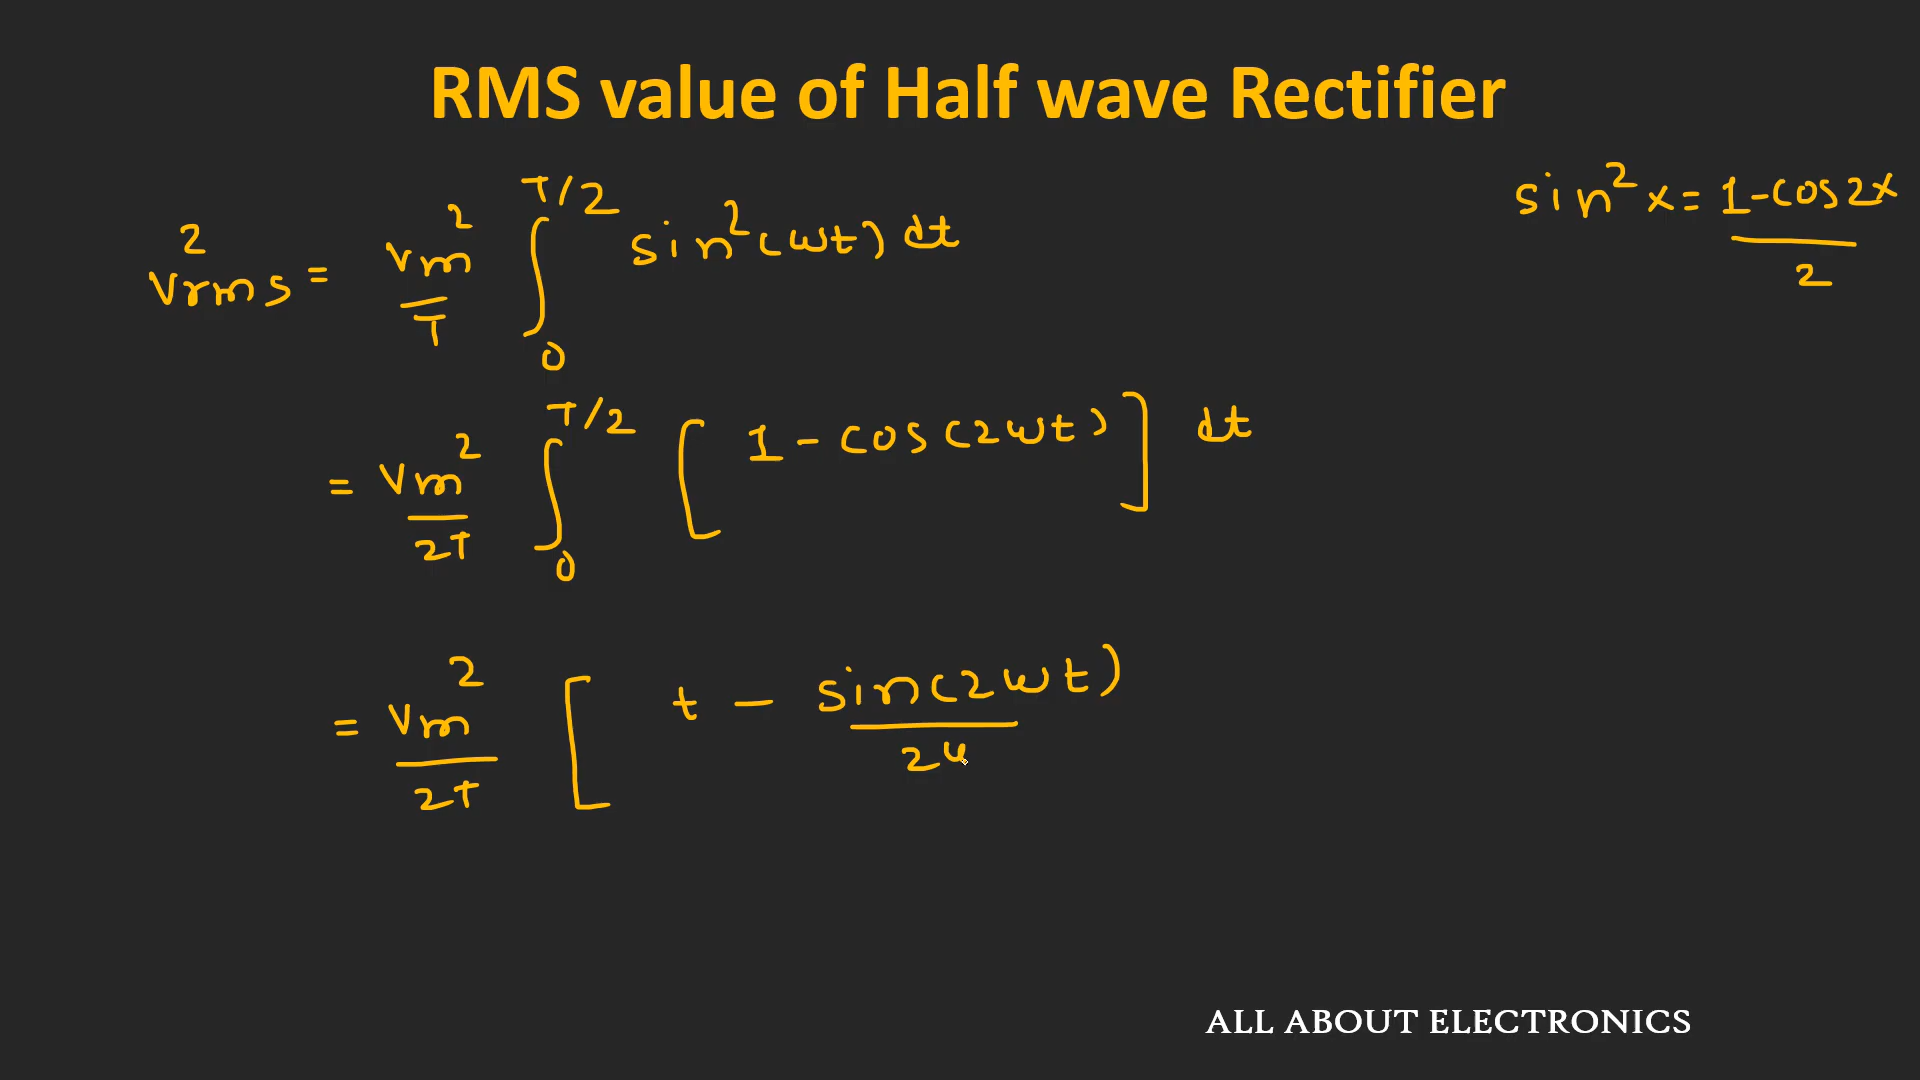 RMS value of Half wave Rectifier
sin²x = 1-cos2x / 2
Vrms² = Vm²/T ∫₀^T/2 sin²(ωt) dt
= Vm²/2T ∫₀^T/2 [1 - cos(2ωt)] dt
= Vm²/2T [ t - sin(2ωt) / 2
ALL ABOUT ELECTRONICS